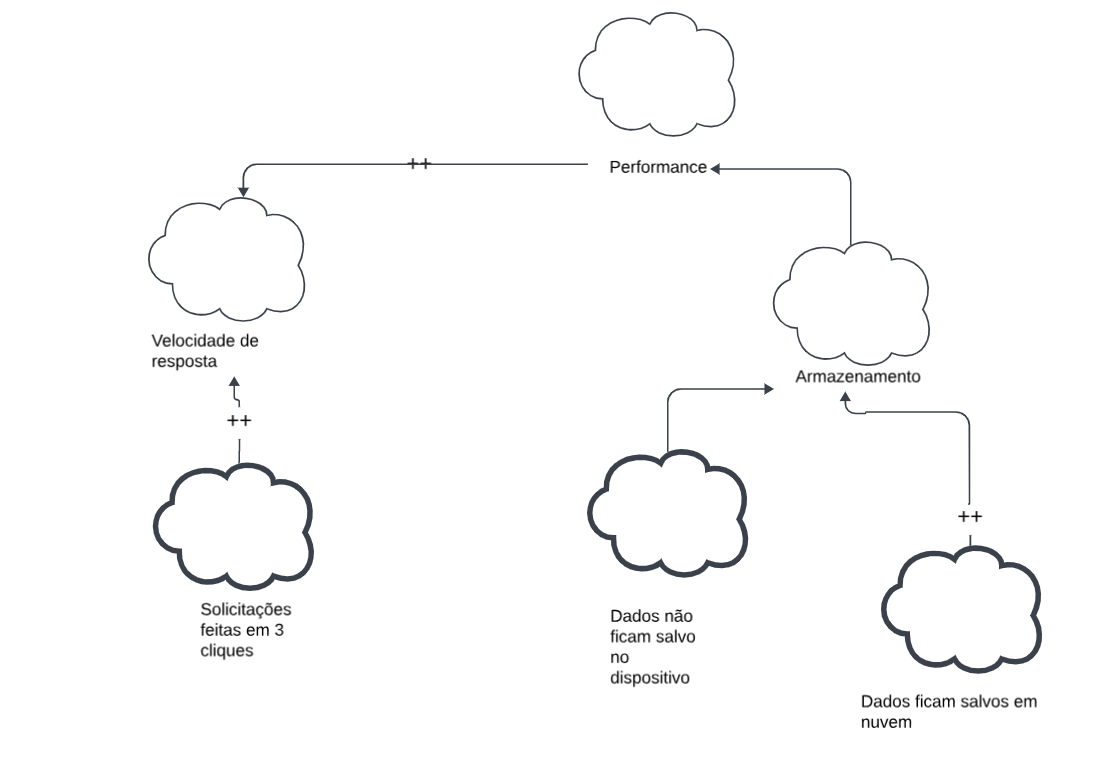 ++
Performance
Velocidade de
resposta
Armazenamento
++
++
Solicitações
feitas em 3
cliques
Dados não
ficam salvo
no
dispositivo
Dados ficam salvos em
nuvem